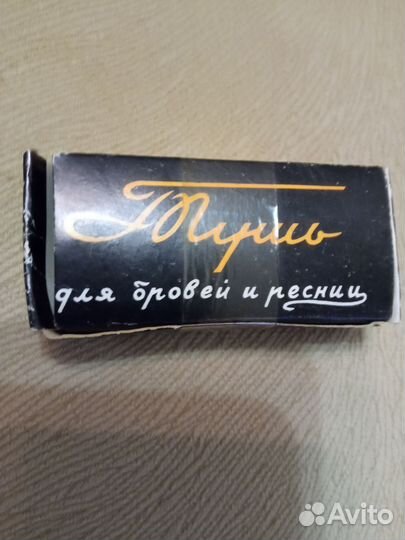 Тушь
для бровей и ресниц
Avito